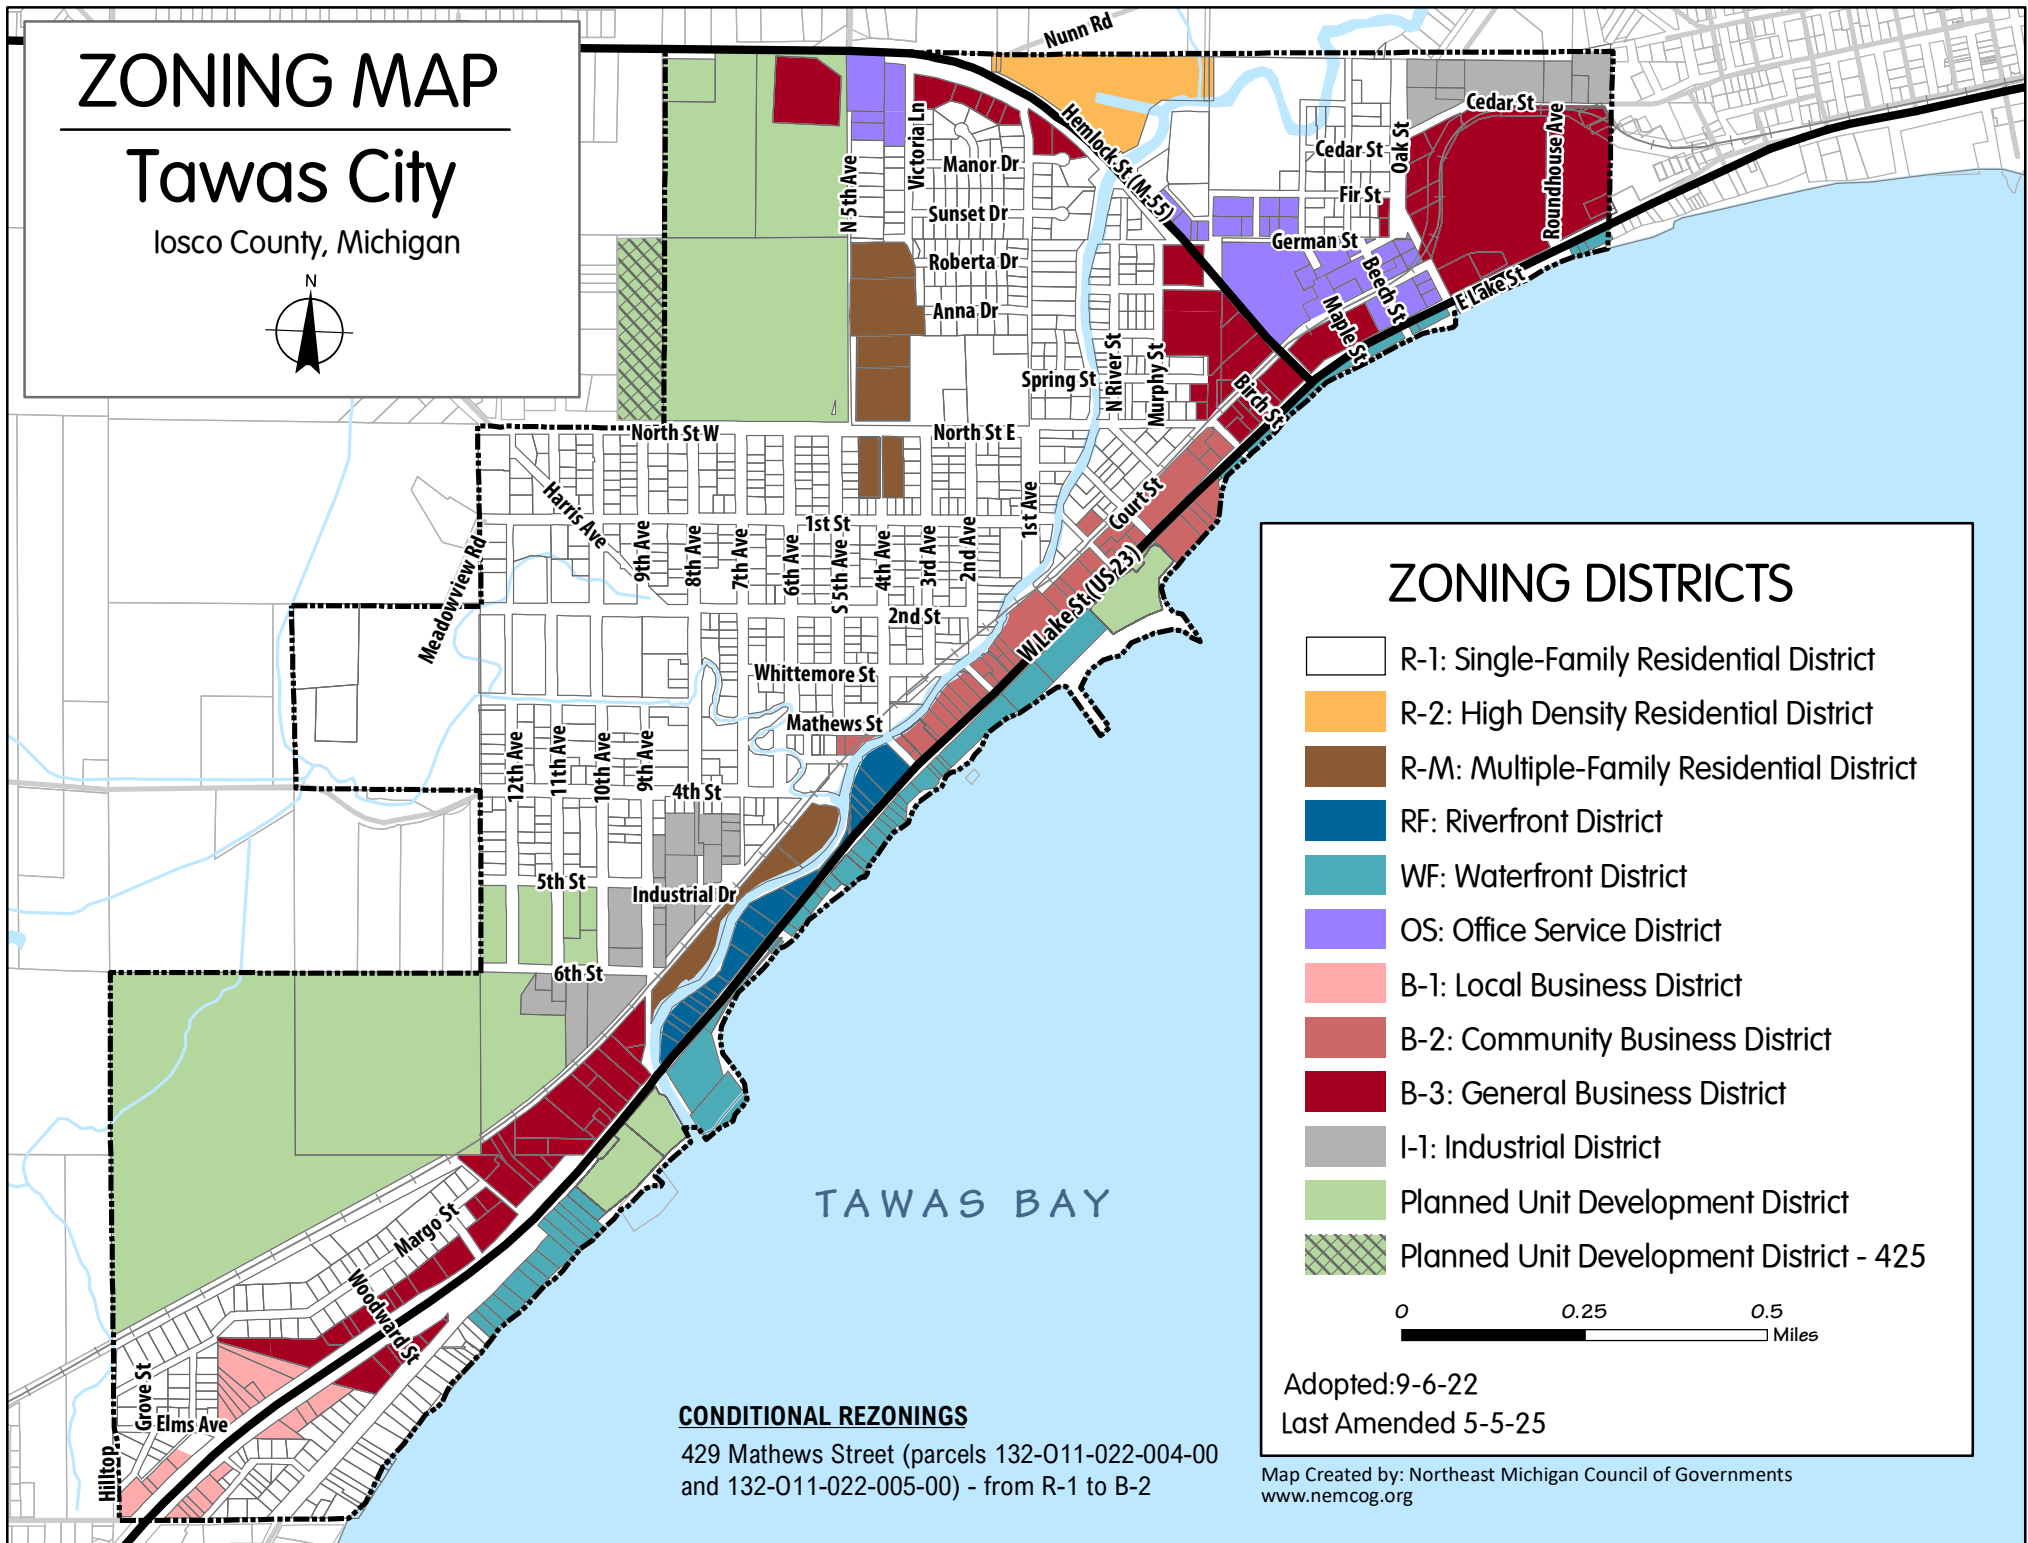 ZONING MAP
Tawas City
Iosco County, Michigan
N
Nunn Rd
Hemlock St (M-55)
Cedar St
Cedar St
Oak St
Roundhouse Ave
Fir St
German St
Beech St
Maple St
E Lake St
Victoria Ln
N 5th Ave
Manor Dr
Sunset Dr
Roberta Dr
Anna Dr
Spring St
N River St
Murphy St
Birch St
North St W
North St E
Harris Ave
Meadowview Rd
9th Ave
8th Ave
7th Ave
6th Ave
S 5th Ave
4th Ave
3rd Ave
2nd Ave
1st Ave
1st St
Court St
2nd St
W Lake St (US 23)
Whittemore St
Mathews St
12th Ave
11th Ave
10th Ave
9th Ave
4th St
5th St
Industrial Dr
6th St
Margo St
Woodward St
Grove St
Elms Ave
Hilltop
TAWAS BAY
CONDITIONAL REZONINGS
429 Mathews Street (parcels 132-O11-022-004-00
and 132-O11-022-005-00) - from R-1 to B-2
ZONING DISTRICTS
R-1: Single-Family Residential District
R-2: High Density Residential District
R-M: Multiple-Family Residential District
RF: Riverfront District
WF: Waterfront District
OS: Office Service District
B-1: Local Business District
B-2: Community Business District
B-3: General Business District
I-1: Industrial District
Planned Unit Development District
Planned Unit Development District - 425
0 0.25 0.5
Miles
Adopted:9-6-22
Last Amended 5-5-25
Map Created by: Northeast Michigan Council of Governments
www.nemcog.org